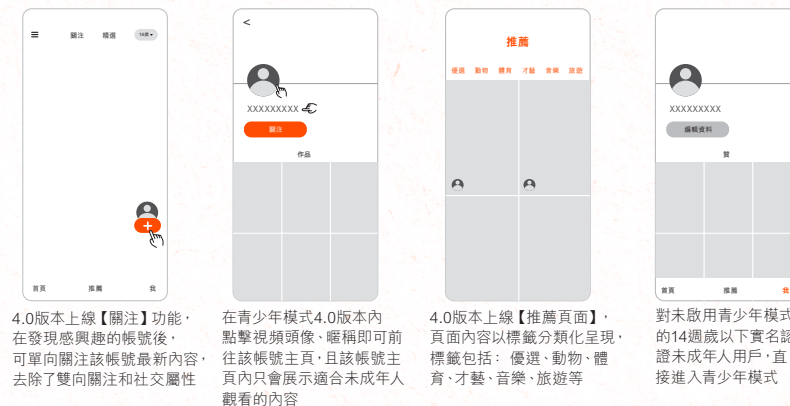 關注 精選
首頁 推薦 我
4.0版本上線【關注】功能，
在發現感興趣的帳號後，
可單向關注該帳號最新內容，
去除了雙向關注和社交屬性
<
XXXXXXXXX
關注
作品
在青少年模式4.0版本內
點擊視頻頭像、暱稱即可前
往該帳號主頁，且該帳號主
頁內只會展示適合未成年人
觀看的內容
推薦
優選 動物 體育 才藝 音樂 旅遊
4.0版本上線【推薦頁面】，
頁面內容以標籤分類化呈現，
標籤包括：優選、動物、體
育、才藝、音樂、旅遊等
XXXXXXXXX
編輯資料
贊
首頁 推薦 我
對未啟用青少年模式
的14週歲以下實名認
證未成年人用戶，直
接進入青少年模式